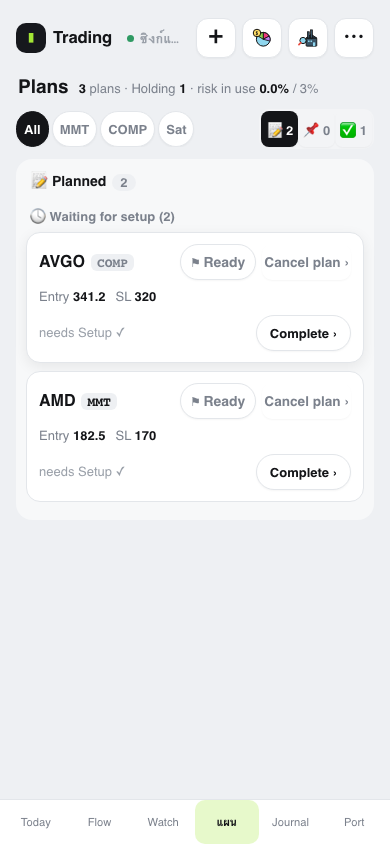 Trading ซิงก์แ...
Plans 3 plans · Holding 1 · risk in use 0.0% / 3%
All MMT COMP Sat 2 0 1
Planned 2
Waiting for setup (2)
AVGO COMP Ready Cancel plan ›
Entry 341.2 SL 320
needs Setup ✓ Complete ›
AMD MMT Ready Cancel plan ›
Entry 182.5 SL 170
needs Setup ✓ Complete ›
Today Flow Watch แผน Journal Port